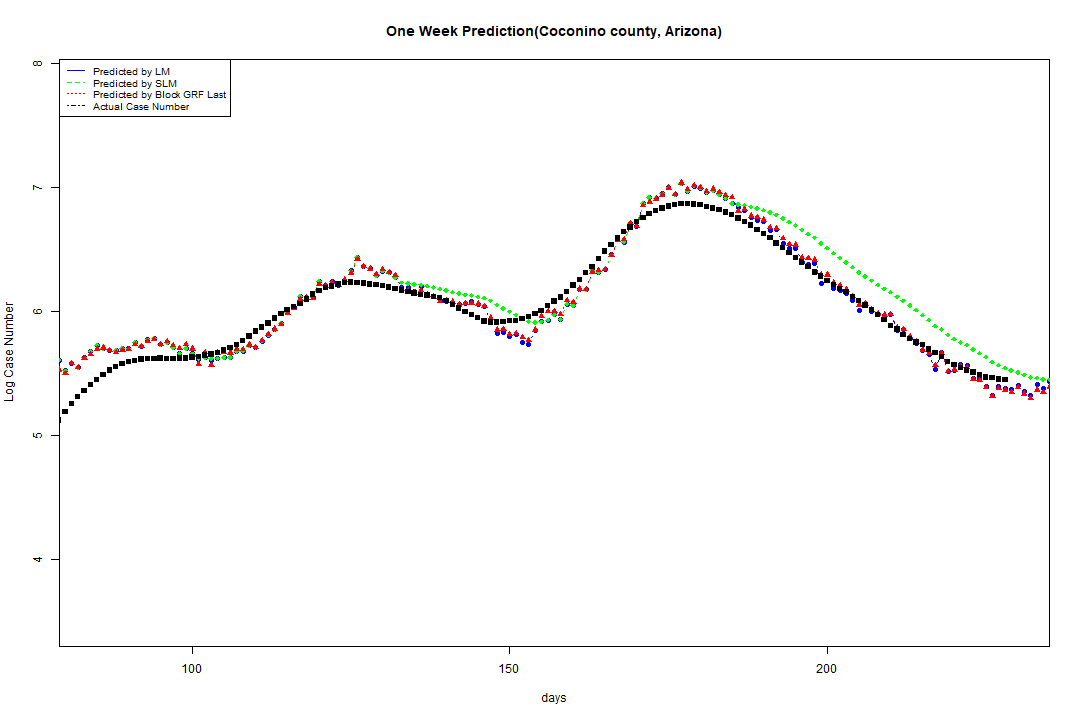 One Week Prediction(Coconino county, Arizona)
Predicted by LM
Predicted by SLM
Predicted by Block GRF Last
Actual Case Number
8
7
6
5
4
Log Case Number
100
150
200
days